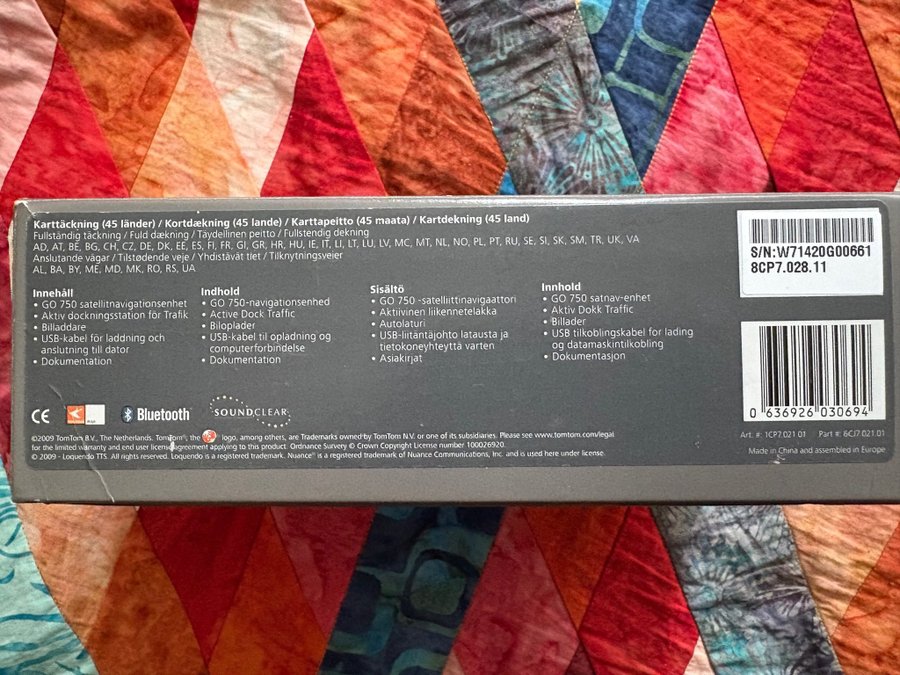 Karttäckning (45 länder) / Kortdækning (45 lande) / Karttapeitto (45 maata) / Kartdekning (45 land)
Fullständig täckning / Fuld dækning / Täydellinen peitto / Fullstendig dekning
AD, AT, BE, BG, CH, CZ, DE, DK, EE, ES, FI, FR, GI, GR, HR, HU, IE, IT, LI, LT, LU, LV, MC, MT, NL, NO, PL, PT, RU, SE, SI, SK, SM, TR, UK, VA
Anslutande vägar / Tilstødende veje / Yhdistävät tiet / Tilknytningsveier
AL, BA, BY, ME, MD, MK, RO, RS, UA
Innehåll
• GO 750 satellitnavigationsenhet
• Aktiv dockningsstation för Trafik
• Billaddare
• USB-kabel för laddning och
anslutning till dator
• Dokumentation
Indhold
• GO 750-navigationsenhed
• Active Dock Traffic
• Biloplader
• USB-kabel til opladning og
computerforbindelse
• Dokumentation
Sisältö
• GO 750 -satelliittinavigaattori
• Aktiivinen liikennetelakka
• Autolaturi
• USB-liitäntäjohto latausta ja
tietokoneyhteyttä varten
• Asiakirjat
Innhold
• GO 750 satnav-enhet
• Aktiv Dokk Traffic
• Billader
• USB tilkoblingskabel for lading
og datamaskintilkobling
• Dokumentasjon
S/N:W71420G00661
8CP7.028.11
0 636926 030694
Art. #: 1CP7.021.01 Part #: 6CJ7.021.01
Made in China and assembled in Europe
CE
Bluetooth
SOUNDCLEAR
©2009 TomTom B.V., The Netherlands. TomTom®, the logo, among others, are Trademarks owned by TomTom N.V. or one of its subsidiaries. Please see www.tomtom.com/legal
for the limited warranty and end user license agreement applying to this product. Ordnance Survey © Crown Copyright License number 100026920.
© 2009 - Loquendo TTS. All rights reserved. Loquendo is a registered trademark. Nuance® is a registered trademark of Nuance Communications, Inc. and is used here under license.